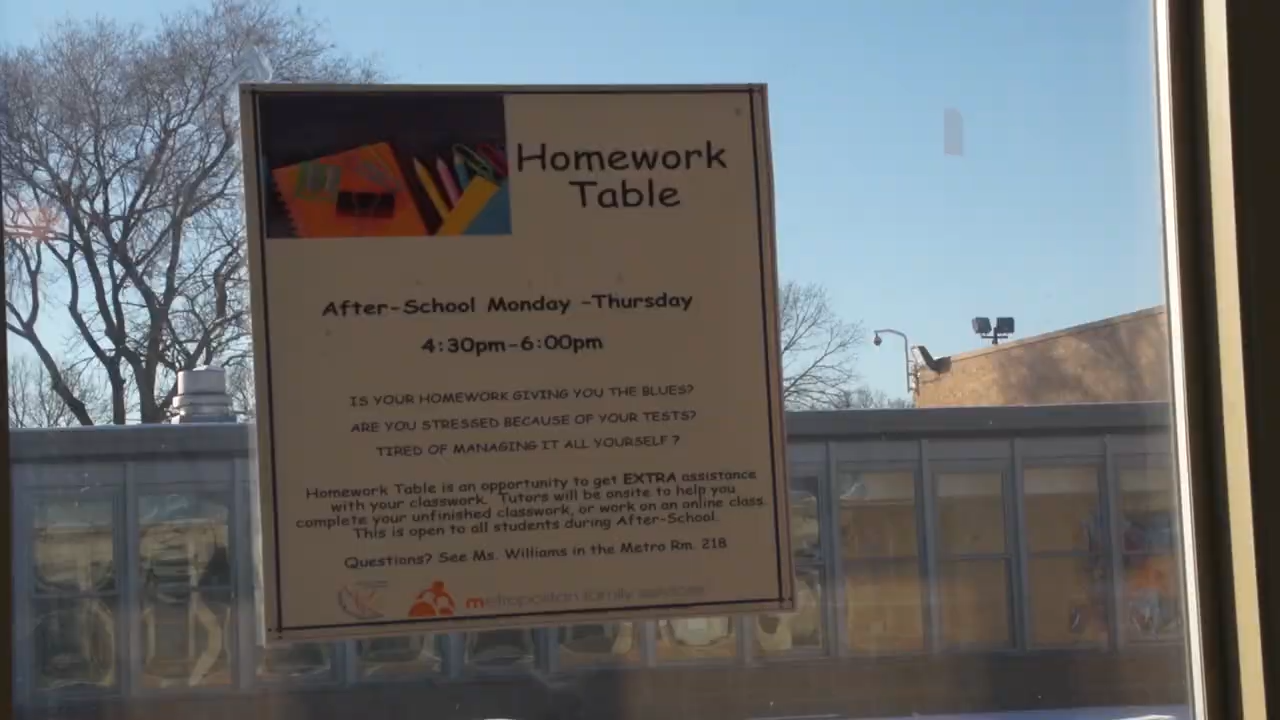 Homework
Table
After-School Monday -Thursday
4:30pm-6:00pm
IS YOUR HOMEWORK GIVING YOU THE BLUES?
ARE YOU STRESSED BECAUSE OF YOUR TESTS?
TIRED OF MANAGING IT ALL YOURSELF ?
Homework Table is an opportunity to get EXTRA assistance
with your classwork. Tutors will be onsite to help you
complete your unfinished classwork, or work on an online class.
This is open to all students during After-School.
Questions? See Ms. Williams in the Metro Rm. 218
metropolitan family services